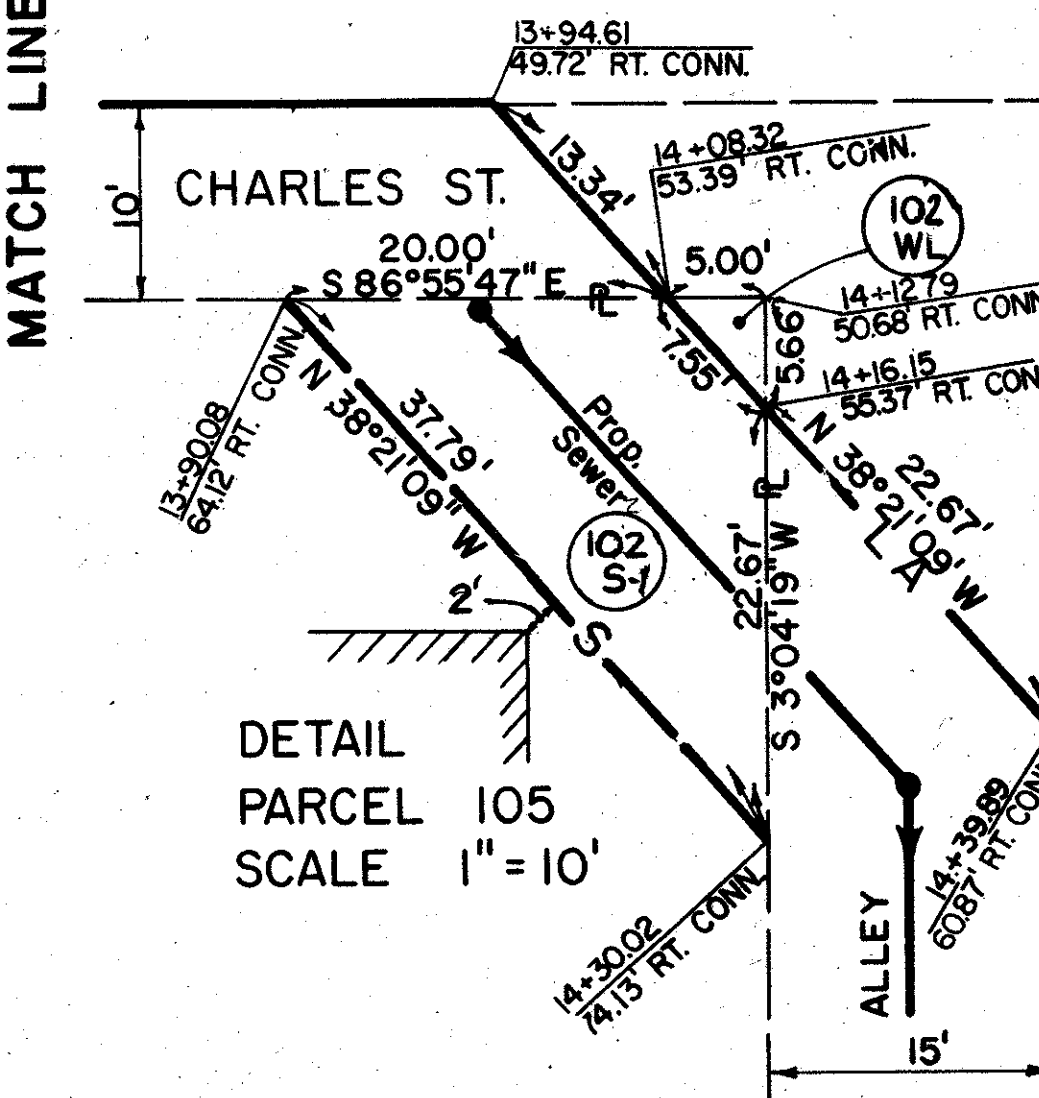 MATCH LINE
13+94.61
49.72' RT. CONN.
10'
CHARLES ST.
13.34'
14+08.32
53.39' RT. CONN.
102
WL
20.00'
S 86°55'47" E
PL
5.00'
14+12.79
50.68' RT. CONN
7.55'
5.66'
14+16.15
55.37' RT. CON
13+90.08
64.12' RT. CONN.
N 38°21'09" W
37.79'
Prop.
Sewer
102
S-1
PL
N 38°21'09' W
22.67'
LA
22.67'
S 3°04'19" W
2'
S
DETAIL
PARCEL 105
SCALE 1" = 10'
14+30.02
74.13' RT. CONN.
14+39.89
60.87' RT. CONN
ALLEY
15'